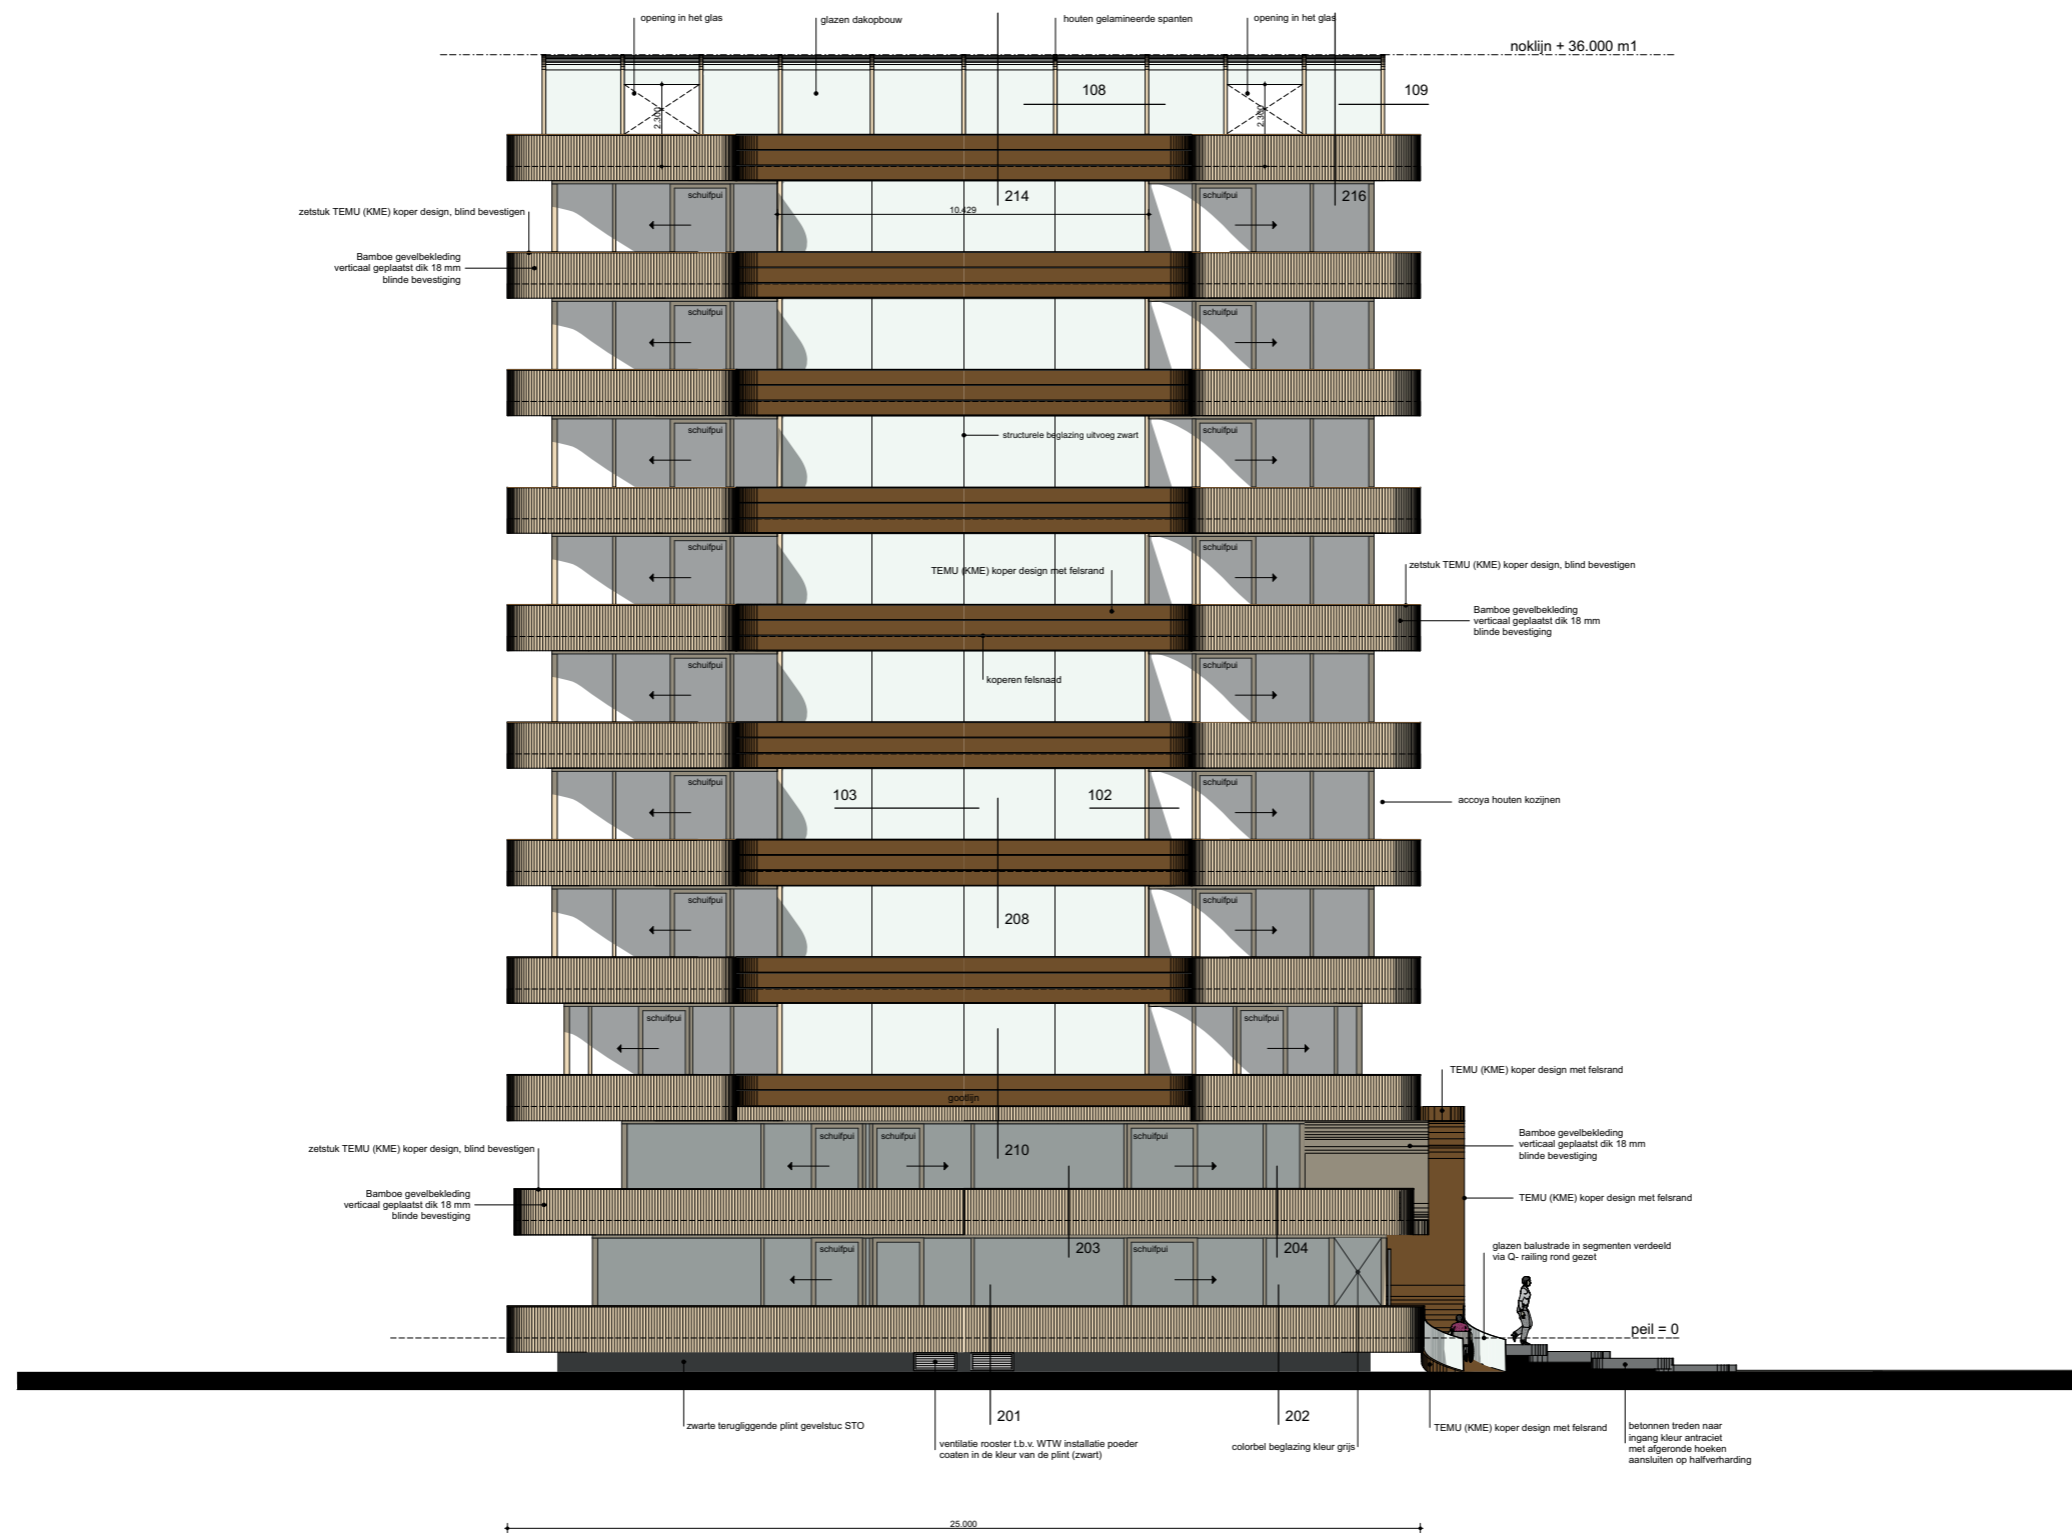 opening in het glas
glazen dakopbouw
houten gelamineerde spanten
opening in het glas
noklijn + 36.000 m1
108
109
2.300
2.300
schuifpui
214
schuifpui
216
10.429
zetstuk TEMU (KME) koper design, blind bevestigen
Bamboe gevelbekleding
verticaal geplaatst dik 18 mm
blinde bevestiging
schuifpui
schuifpui
schuifpui
schuifpui
structurele beglazing uitvoeg zwart
schuifpui
schuifpui
TEMU (KME) koper design met felsrand
zetstuk TEMU (KME) koper design, blind bevestigen
Bamboe gevelbekleding
verticaal geplaatst dik 18 mm
blinde bevestiging
schuifpui
schuifpui
koperen felsnaad
schuifpui
schuifpui
103
102
accoya houten kozijnen
schuifpui
schuifpui
208
schuifpui
schuifpui
TEMU (KME) koper design met felsrand
gootlijn
zetstuk TEMU (KME) koper design, blind bevestigen
schuifpui
schuifpui
schuifpui
210
Bamboe gevelbekleding
verticaal geplaatst dik 18 mm
blinde bevestiging
Bamboe gevelbekleding
verticaal geplaatst dik 18 mm
blinde bevestiging
TEMU (KME) koper design met felsrand
schuifpui
203
schuifpui
204
glazen balustrade in segmenten verdeeld
via Q- railing rond gezet
peil = 0
zwarte terugliggende plint gevelstuc STO
201
202
ventilatie rooster t.b.v. WTW installatie poeder
coaten in de kleur van de plint (zwart)
colorbel beglazing kleur grijs
TEMU (KME) koper design met felsrand
betonnen treden naar
ingang kleur antraciet
met afgeronde hoeken
aansluiten op halfverharding
25.000